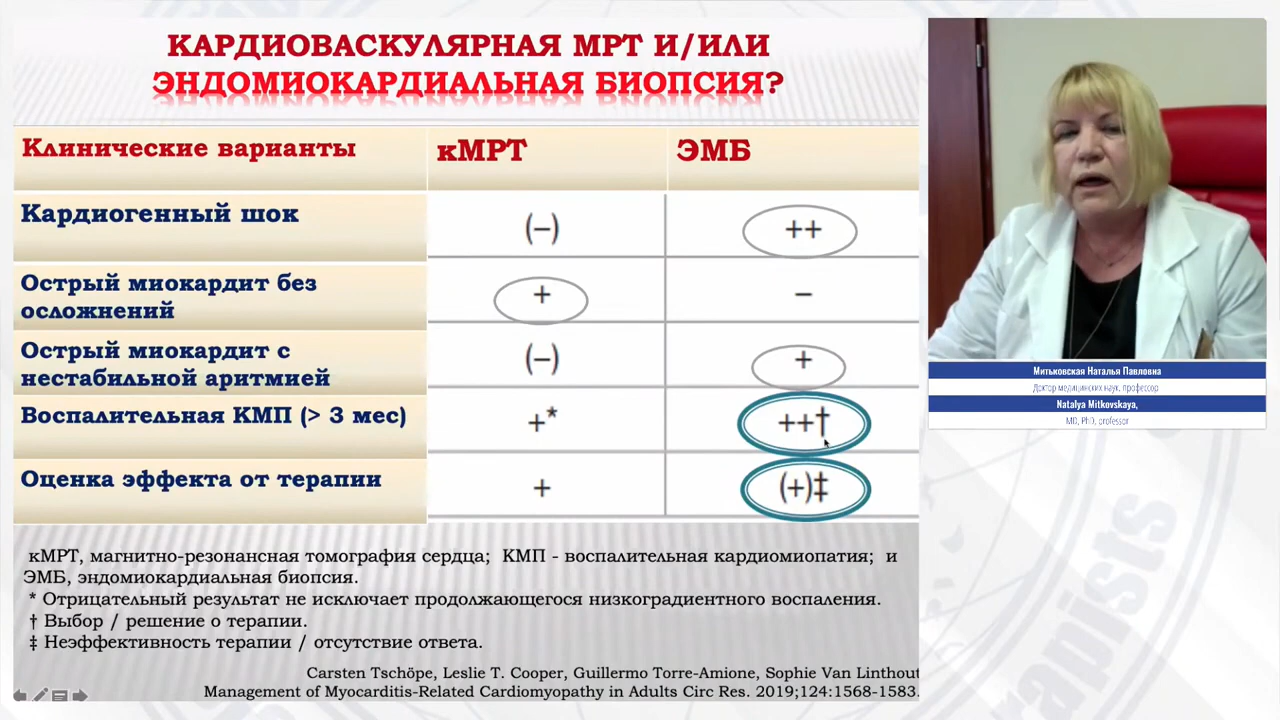 КАРДИОВАСКУЛЯРНАЯ МРТ И/ИЛИ
ЭНДОМИОКАРДИАЛЬНАЯ БИОПСИЯ?
Клинические варианты кМРТ ЭМБ
Кардиогенный шок (–) ++
Острый миокардит без
осложнений + –
Острый миокардит с
нестабильной аритмией (–) +
Воспалительная КМП (> 3 мес) +* ++†
Оценка эффекта от терапии + (+)‡
кМРТ, магнитно-резонансная томография сердца; КМП - воспалительная кардиомиопатия; и
ЭМБ, эндомиокардиальная биопсия.
* Отрицательный результат не исключает продолжающегося низкоградиентного воспаления.
† Выбор / решение о терапии.
‡ Неэффективность терапии / отсутствие ответа.
Carsten Tschöpe, Leslie T. Cooper, Guillermo Torre-Amione, Sophie Van Linthout
Management of Myocarditis-Related Cardiomyopathy in Adults Circ Res. 2019;124:1568-1583.
Митьковская Наталья Павловна
Доктор медицинских наук, профессор
Natalya Mitkovskaya,
MD, PhD, professor
rapists